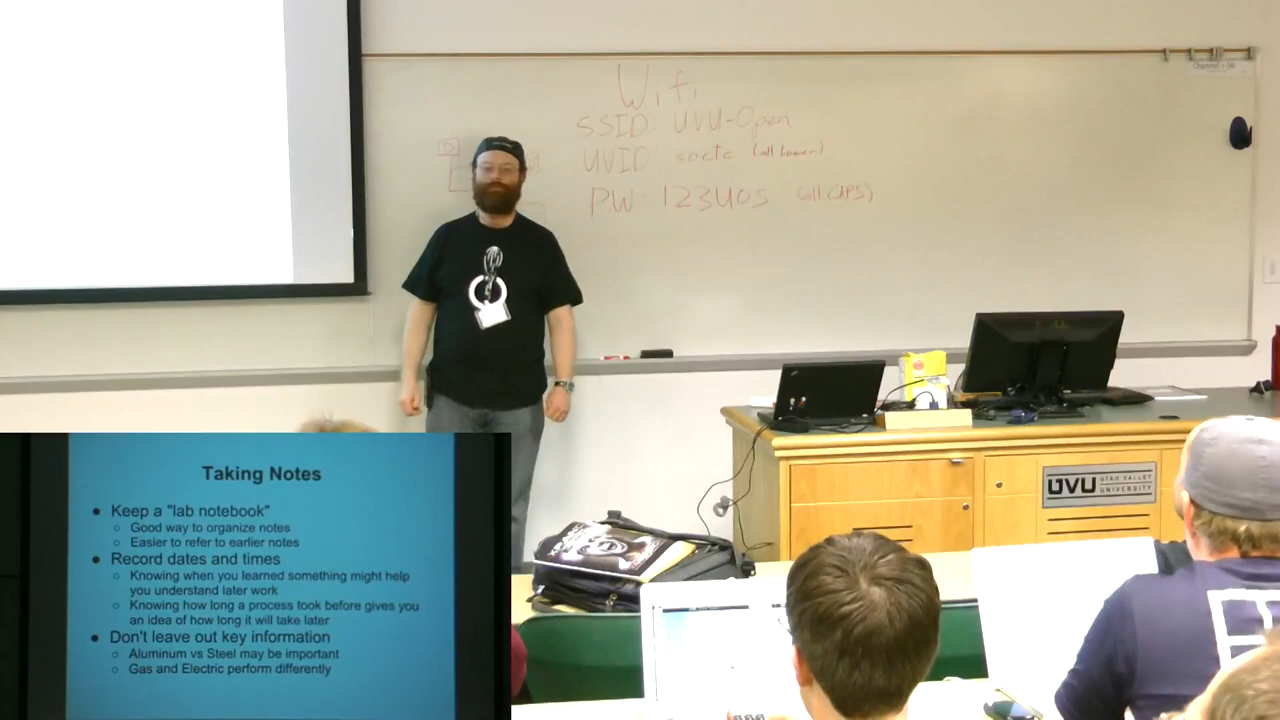 Wifi
SSID UVU-Open
UVID soctc (all lower)
PW 123UOS (all CAPS)
D
UVU UTAH VALLEY
UNIVERSITY
Taking Notes
● Keep a "lab notebook"
○ Good way to organize notes
○ Easier to refer to earlier notes
● Record dates and times
○ Knowing when you learned something might help
you understand later work
○ Knowing how long a process took before gives you
an idea of how long it will take later
● Don't leave out key information
○ Aluminum vs Steel may be important
○ Gas and Electric perform differently